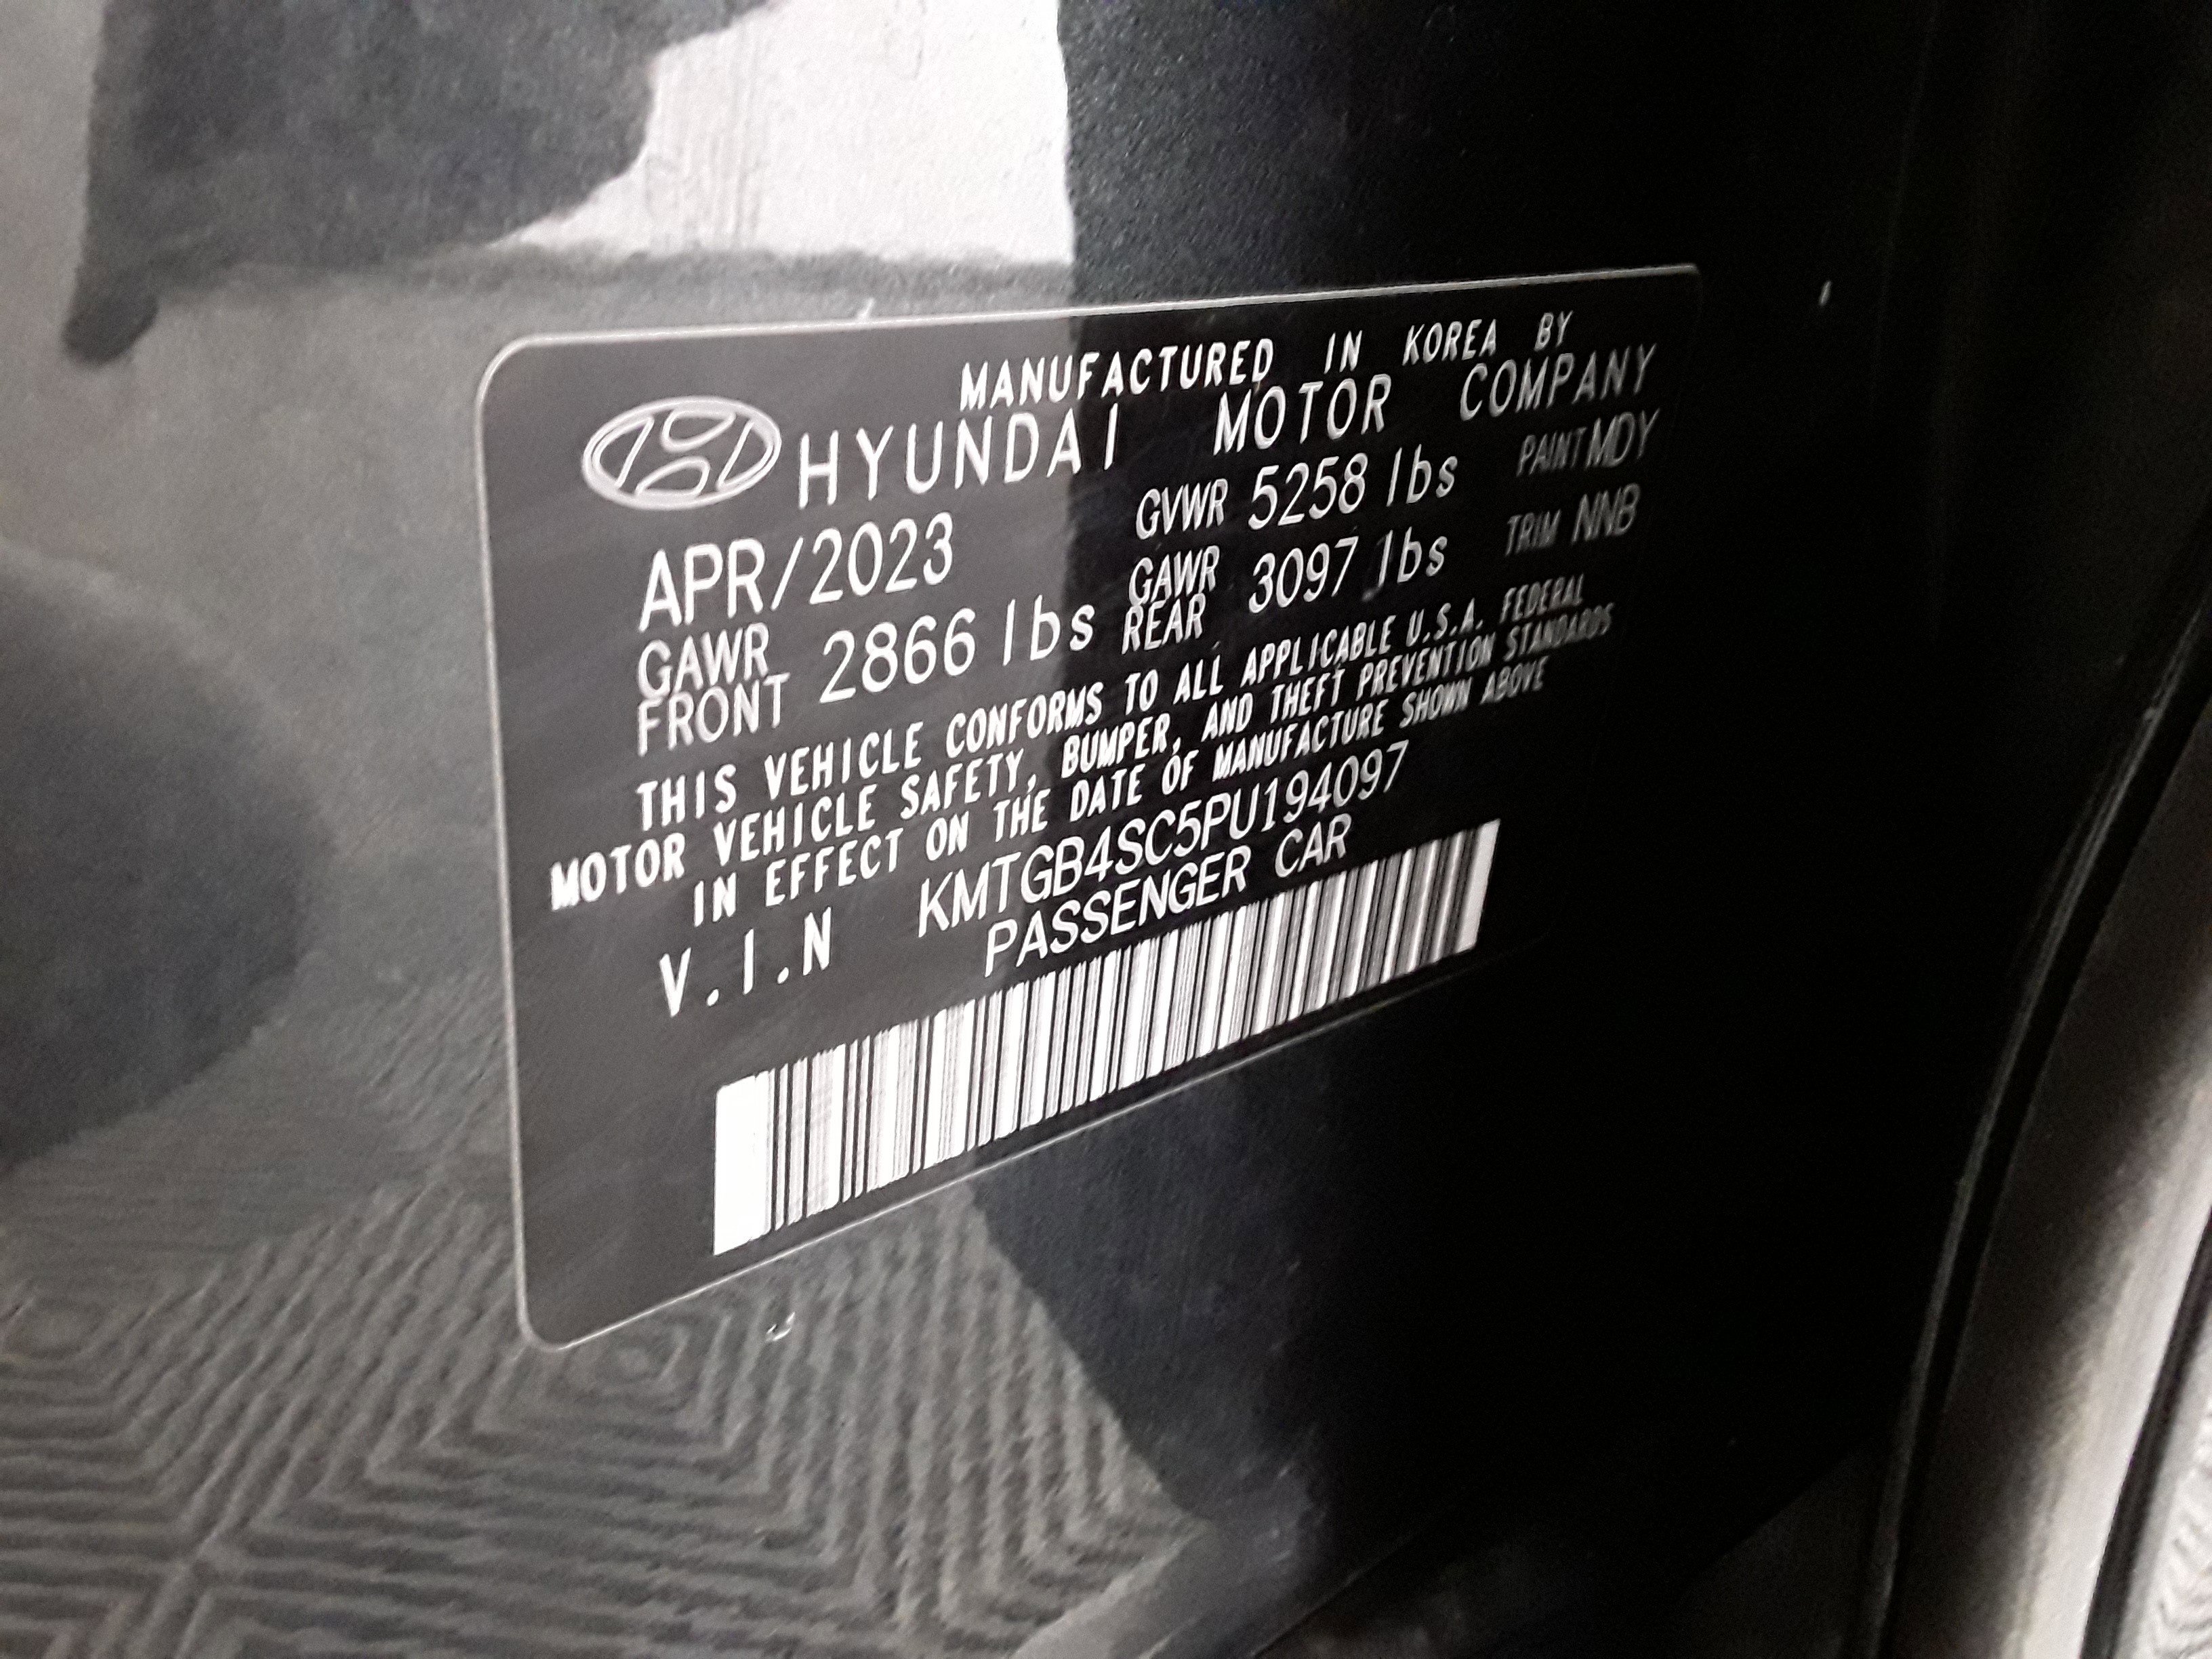 MANUFACTURED IN KOREA BY
HYUNDAI MOTOR COMPANY
APR/2023 GVWR 5258 lbs PAINT MDY
GAWR FRONT 2866 lbs GAWR REAR 3097 lbs TRIM NNB
THIS VEHICLE CONFORMS TO ALL APPLICABLE U.S.A. FEDERAL
MOTOR VEHICLE SAFETY, BUMPER, AND THEFT PREVENTION STANDARDS
IN EFFECT ON THE DATE OF MANUFACTURE SHOWN ABOVE
V.I.N KMTGB4SC5PU194097
PASSENGER CAR